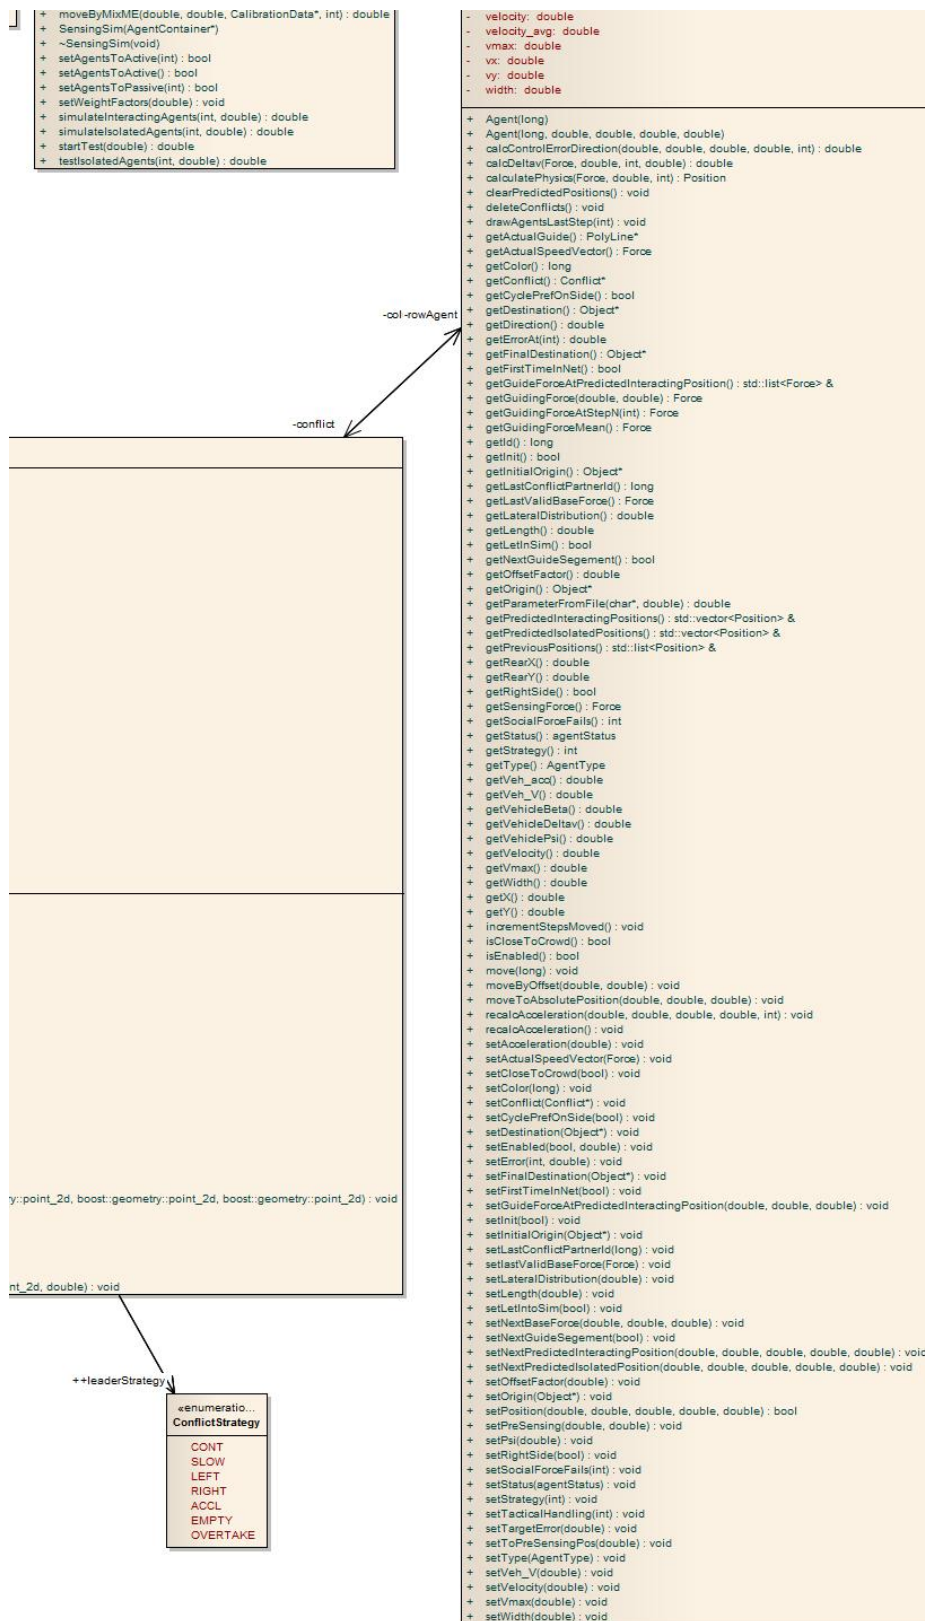 + moveByMixME(double, double, CalibrationData*, int) : double
+ SensingSim(AgentContainer*)
+ ~SensingSim(void)
+ setAgentsToActive(int) : bool
+ setAgentsToActive() : bool
+ setAgentsToPassive(int) : bool
+ setWeightFactors(double) : void
+ simulateInteractingAgents(int, double) : double
+ simulateIsolatedAgents(int, double) : double
+ startTest(double) : double
+ testIsolatedAgents(int, double) : double
- velocity: double
- velocity_avg: double
- vmax: double
- vx: double
- vy: double
- width: double
+ Agent(long)
+ Agent(long, double, double, double, double)
+ calcControlErrorDirection(double, double, double, double, int) : double
+ calcDeltav(Force, double, int, double) : double
+ calculatePhysics(Force, double, int) : Position
+ clearPredictedPositions() : void
+ deleteConflicts() : void
+ drawAgentsLastStep(int) : void
+ getActualGuide() : PolyLine*
+ getActualSpeedVector() : Force
+ getColor() : long
+ getConflict() : Conflict*
+ getCyclePrefOnSide() : bool
+ getDestination() : Object*
+ getDirection() : double
+ getErrorAt(int) : double
+ getFinalDestination() : Object*
+ getFirstTimeInNet() : bool
+ getGuideForceAtPredictedInteractingPosition() : std::list<Force> &
+ getGuidingForce(double, double) : Force
+ getGuidingForceAtStepN(int) : Force
+ getGuidingForceMean() : Force
+ getId() : long
+ getInit() : bool
+ getInitialOrigin() : Object*
+ getLastConflictPartnerId() : long
+ getLastValidBaseForce() : Force
+ getLateralDistribution() : double
+ getLength() : double
+ getLetInSim() : bool
+ getNextGuideSegement() : bool
+ getOffsetFactor() : double
+ getOrigin() : Object*
+ getParameterFromFile(char*, double) : double
+ getPredictedInteractingPositions() : std::vector<Position> &
+ getPredictedIsolatedPositions() : std::vector<Position> &
+ getPreviousPositions() : std::list<Position> &
+ getRearX() : double
+ getRearY() : double
+ getRightSide() : bool
+ getSensingForce() : Force
+ getSocialForceFails() : int
+ getStatus() : agentStatus
+ getStrategy() : int
+ getType() : AgentType
+ getVeh_acc() : double
+ getVeh_V() : double
+ getVehicleBeta() : double
+ getVehicleDeltav() : double
+ getVehiclePsi() : double
+ getVelocity() : double
+ getVmax() : double
+ getWidth() : double
+ getX() : double
+ getY() : double
+ incrementStepsMoved() : void
+ isCloseToCrowd() : bool
+ isEnabled() : bool
+ move(long) : void
+ moveByOffset(double, double) : void
+ moveToAbsolutePosition(double, double, double) : void
+ recalcAcceleration(double, double, double, double, int) : void
+ recalcAcceleration() : void
+ setAcceleration(double) : void
+ setActualSpeedVector(Force) : void
+ setCloseToCrowd(bool) : void
+ setColor(long) : void
+ setConflict(Conflict*) : void
+ setCyclePrefOnSide(bool) : void
+ setDestination(Object*) : void
+ setEnabled(bool, double) : void
+ setError(int, double) : void
+ setFinalDestination(Object*) : void
+ setFirstTimeInNet(bool) : void
+ setGuideForceAtPredictedInteractingPosition(double, double, double) : void
+ setInit(bool) : void
+ setInitialOrigin(Object*) : void
+ setLastConflictPartnerId(long) : void
+ setlastValidBaseForce(Force) : void
+ setLateralDistribution(double) : void
+ setLength(double) : void
+ setLetIntoSim(bool) : void
+ setNextBaseForce(double, double, double) : void
+ setNextGuideSegement(bool) : void
+ setNextPredictedInteractingPosition(double, double, double, double, double) : void
+ setNextPredictedIsolatedPosition(double, double, double, double, double) : void
+ setOffsetFactor(double) : void
+ setOrigin(Object*) : void
+ setPosition(double, double, double, double, double) : bool
+ setPreSensing(double, double) : void
+ setPsi(double) : void
+ setRightSide(bool) : void
+ setSocialForceFails(int) : void
+ setStatus(agentStatus) : void
+ setStrategy(int) : void
+ setTacticalHandling(int) : void
+ setTargetError(double) : void
+ setToPreSensingPos(double) : void
+ setType(AgentType) : void
+ setVeh_V(double) : void
+ setVelocity(double) : void
+ setVmax(double) : void
+ setWidth(double) : void
-col -rowAgent
-conflict
y::point_2d, boost::geometry::point_2d, boost::geometry::point_2d) : void
nt_2d, double) : void
++leaderStrategy
«enumeratio...
ConflictStrategy
CONT
SLOW
LEFT
RIGHT
ACCL
EMPTY
OVERTAKE